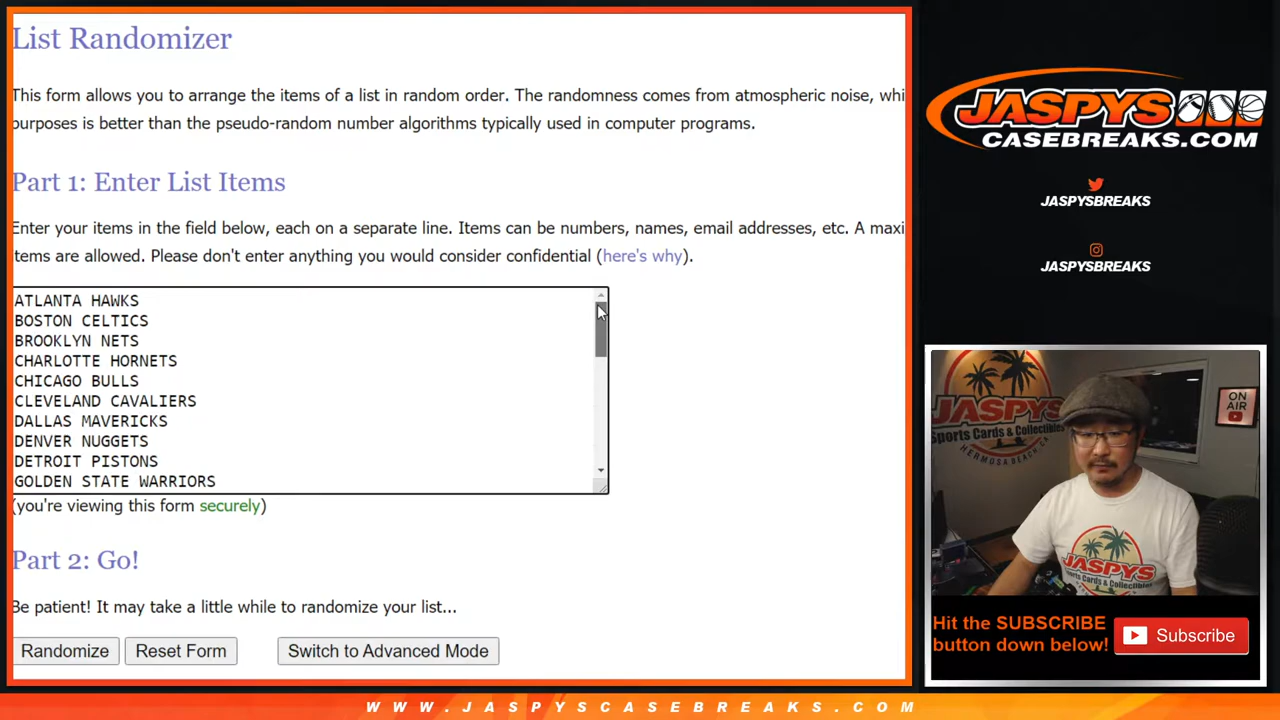 List Randomizer
This form allows you to arrange the items of a list in random order. The randomness comes from atmospheric noise, whi
purposes is better than the pseudo-random number algorithms typically used in computer programs.
Part 1: Enter List Items
Enter your items in the field below, each on a separate line. Items can be numbers, names, email addresses, etc. A maxi
items are allowed. Please don't enter anything you would consider confidential (here's why).
ATLANTA HAWKS
BOSTON CELTICS
BROOKLYN NETS
CHARLOTTE HORNETS
CHICAGO BULLS
CLEVELAND CAVALIERS
DALLAS MAVERICKS
DENVER NUGGETS
DETROIT PISTONS
GOLDEN STATE WARRIORS
(you're viewing this form securely)
Part 2: Go!
Be patient! It may take a little while to randomize your list...
Randomize
Reset Form
Switch to Advanced Mode
JASPYS
CASEBREAKS.COM
JASPYSBREAKS
JASPYSBREAKS
JASPYS
Sports Cards & Collectibles
HERMOSA BEACH, CA
ON
AIR
JASPYS
Sports Cards & Collectibles
Hit the SUBSCRIBE
button down below!
Subscribe
WWW.JASPYSCASEBREAKS.COM